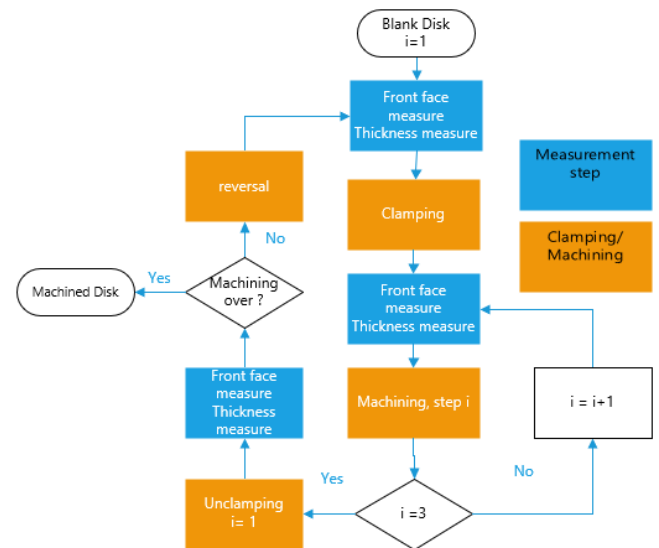 Blank Disk
i=1
Front face
measure
Thickness measure
Measurement
step
reversal
Clamping
Clamping/
Machining
No
Yes
Machining
over ?
Machined Disk
Front face
measure
Thickness measure
Front face
measure
Thickness
measure
Machining, step i
i = i+1
Yes
No
Unclamping
i= 1
i =3